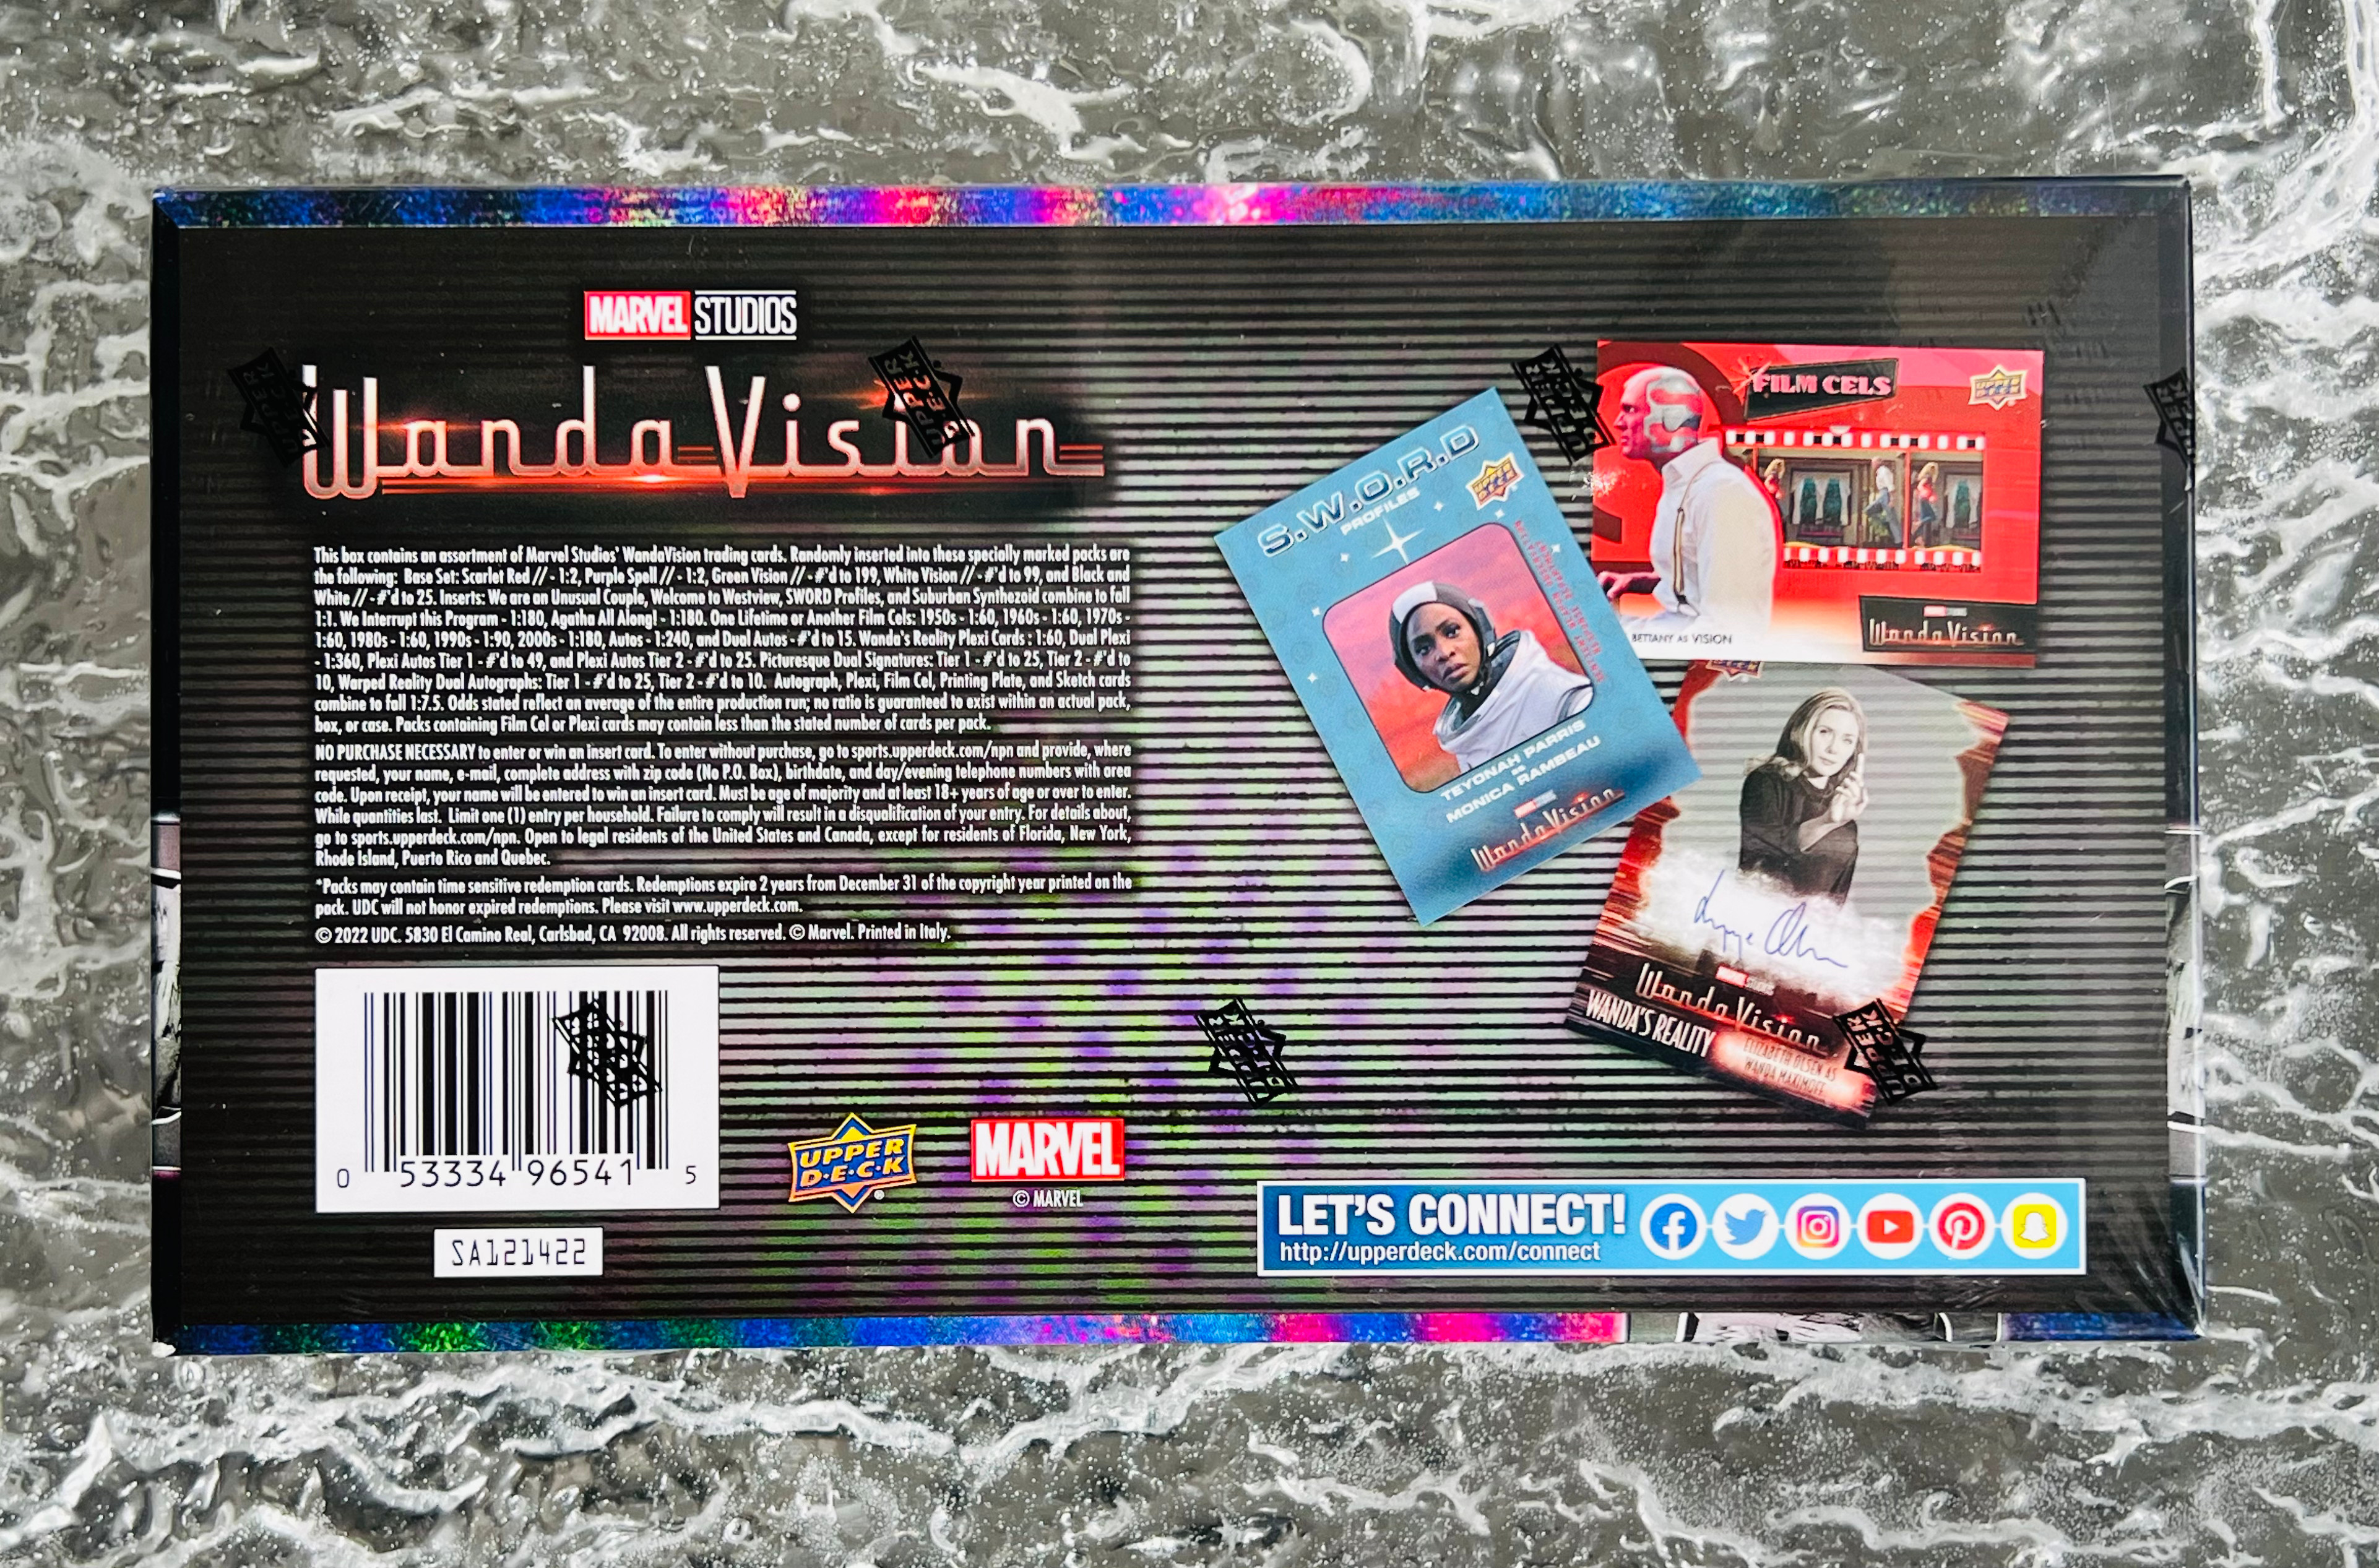 MARVEL STUDIOS
WandaVision
This box contains an assortment of Marvel Studios' WandaVision trading cards. Randomly inserted into these specially marked packs are
the following: Base Set: Scarlet Red // - 1:2, Purple Spell // - 1:2, Green Vision // - #'d to 199, White Vision // - #'d to 99, and Black and
White // - #'d to 25. Inserts: We are an Unusual Couple, Welcome to Westview, SWORD Profiles, and Suburban Synthezoid combine to fall
1:1. We Interrupt this Program - 1:180, Agatha All Along! - 1:180. One Lifetime or Another Film Cels: 1950s - 1:60, 1960s - 1:60, 1970s -
1:60, 1980s - 1:60, 1990s - 1:90, 2000s - 1:180, Autos - 1:240, and Dual Autos - #'d to 15. Wanda's Reality Plexi Cards : 1:60, Dual Plexi
- 1:360, Plexi Autos Tier 1 - #'d to 49, and Plexi Autos Tier 2 - #'d to 25. Picturesque Dual Signatures: Tier 1 - #'d to 25, Tier 2 - #'d to
10, Warped Reality Dual Autographs: Tier 1 - #'d to 25, Tier 2 - #'d to 10. Autograph, Plexi, Film Cel, Printing Plate, and Sketch cards
combine to fall 1:7.5. Odds stated reflect an average of the entire production run; no ratio is guaranteed to exist within an actual pack,
box, or case. Packs containing Film Cel or Plexi cards may contain less than the stated number of cards per pack.
NO PURCHASE NECESSARY to enter or win an insert card. To enter without purchase, go to sports.upperdeck.com/npn and provide, where
requested, your name, e-mail, complete address with zip code (No P.O. Box), birthdate, and day/evening telephone numbers with area
code. Upon receipt, your name will be entered to win an insert card. Must be age of majority and at least 18+ years of age or over to enter.
While quantities last. Limit one (1) entry per household. Failure to comply will result in a disqualification of your entry. For details about,
go to sports.upperdeck.com/npn. Open to legal residents of the United States and Canada, except for residents of Florida, New York,
Rhode Island, Puerto Rico and Quebec.
*Packs may contain time sensitive redemption cards. Redemptions expire 2 years from December 31 of the copyright year printed on the
pack. UDC will not honor expired redemptions. Please visit www.upperdeck.com.
© 2022 UDC. 5830 El Camino Real, Carlsbad, CA 92008. All rights reserved. © Marvel. Printed in Italy.
0 53334 96541 5
SA121422
UPPER
D·E·C·K
®
MARVEL
© MARVEL
S.W.O.R.D
PROFILES
UPPER
DECK
TEYONAH PARRIS
AS
MONICA RAMBEAU
WandaVision
FILM CELS
UPPER
DECK
BETTANY AS VISION
WandaVision
WandaVision
WANDA'S REALITY
ELIZABETH OLSEN AS
WANDA MAXIMOFF
UPPER
DECK
UPPER
DECK
UPPER
DECK
UPPER
DECK
LET'S CONNECT!
http://upperdeck.com/connect